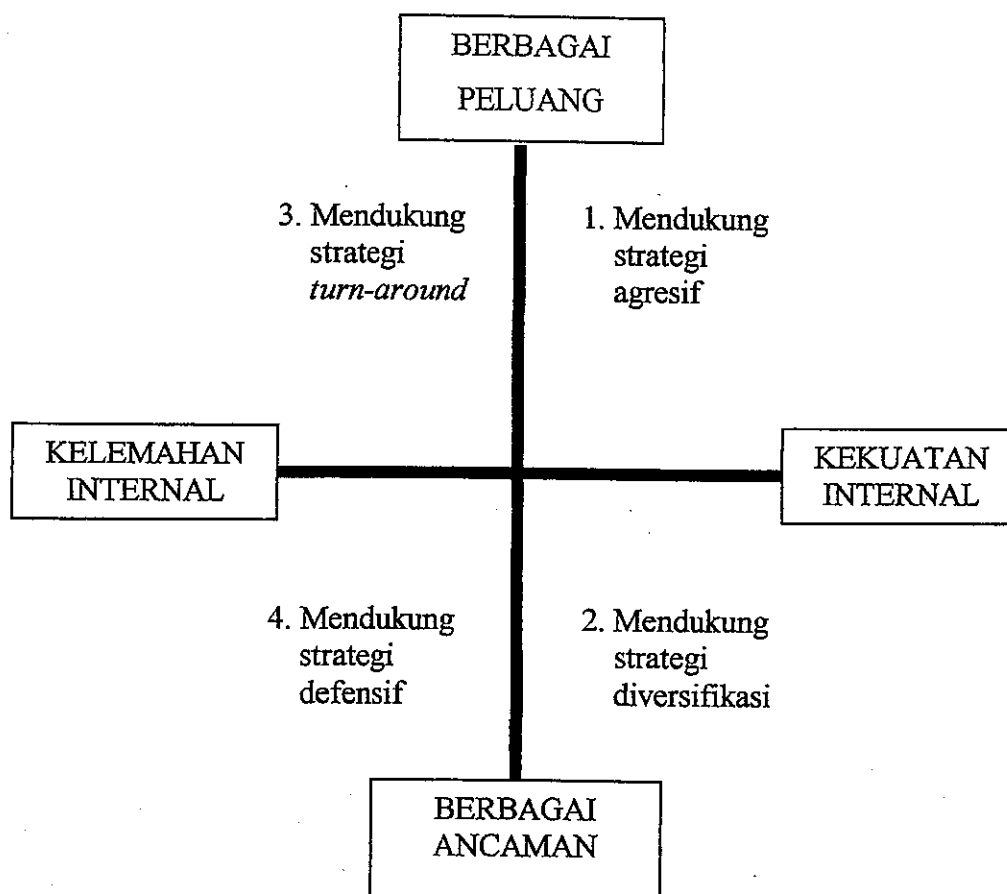 BERBAGAI
PELUANG
3. Mendukung
strategi
turn-around
1. Mendukung
strategi
agresif
KELEMAHAN
INTERNAL
KEKUATAN
INTERNAL
4. Mendukung
strategi
defensif
2. Mendukung
strategi
diversifikasi
BERBAGAI
ANCAMAN